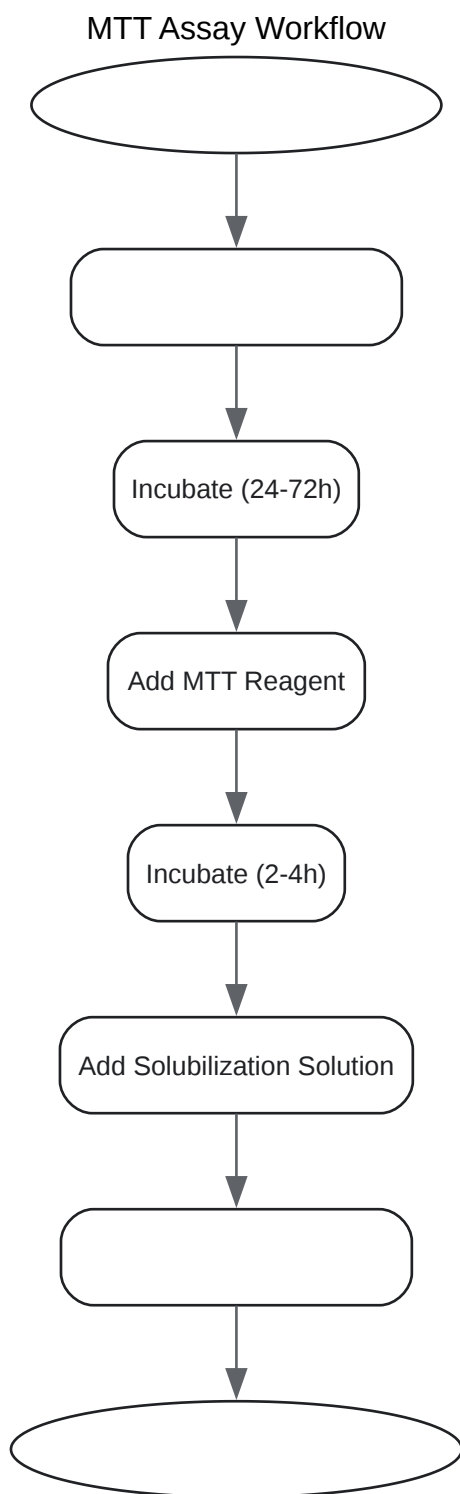 MTT Assay Workflow
Incubate (24-72h)
Add MTT Reagent
Incubate (2-4h)
Add Solubilization Solution